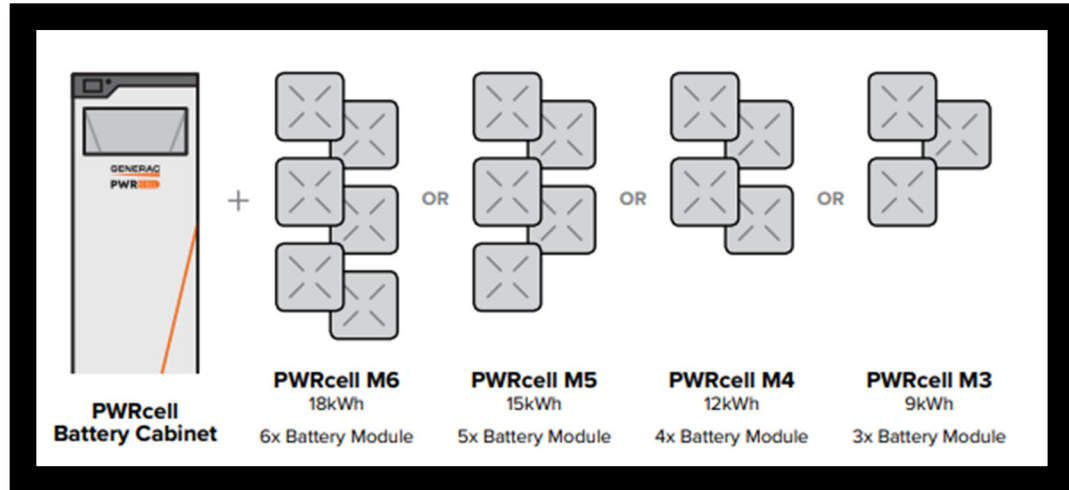 GENERAC
PWRCELL
+
OR
OR
OR
PWRcell
Battery Cabinet
PWRcell M6
18kWh
6x Battery Module
PWRcell M5
15kWh
5x Battery Module
PWRcell M4
12kWh
4x Battery Module
PWRcell M3
9kWh
3x Battery Module